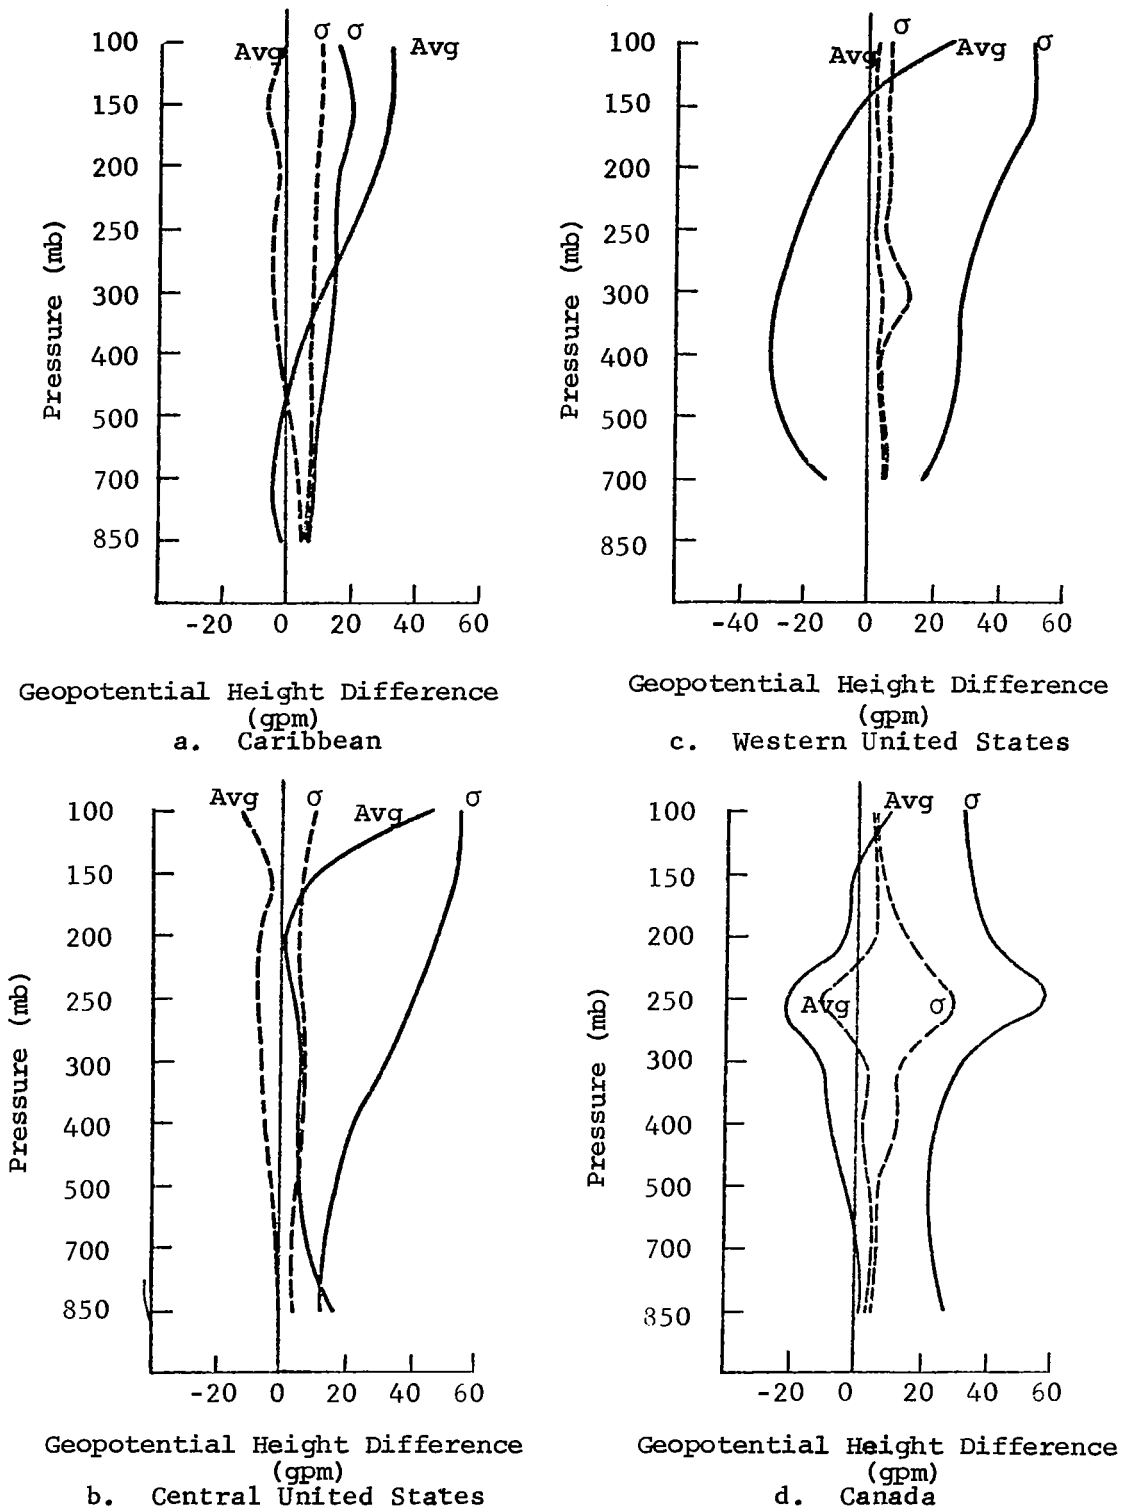 Avg σ σ Avg
100
150
200
250
300
400
500
700
850
Pressure (mb)
-20 0 20 40 60
Geopotential Height Difference
(gpm)
a. Caribbean
Avg σ Avg σ
100
150
200
250
300
400
500
700
850
Pressure (mb)
-40 -20 0 20 40 60
Geopotential Height Difference
(gpm)
c. Western United States
Avg σ Avg σ
100
150
200
250
300
400
500
700
850
Pressure (mb)
-20 0 20 40 60
Geopotential Height Difference
(gpm)
b. Central United States
Avg σ
100
150
200
250
300
400
500
700
850
Avg σ
Pressure (mb)
-20 0 20 40 60
Geopotential Height Difference
(gpm)
d. Canada